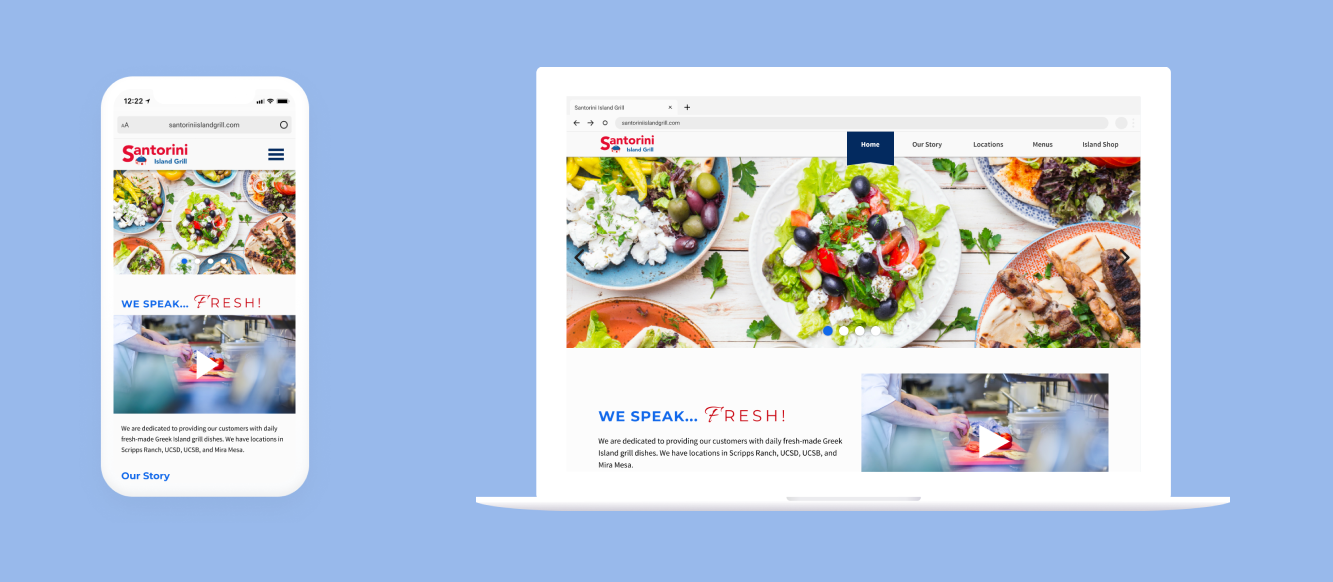 12:22
AA
santoriniislandgrill.com
Santorini
Island Grill
WE SPEAK... FRESH!
We are dedicated to providing our customers with daily
fresh-made Greek Island grill dishes. We have locations in
Scripps Ranch, UCSD, UCSB, and Mira Mesa.
Our Story
Santorini Island Grill
santoriniislandgrill.com
Santorini
Island Grill
Home Our Story Locations Menus Island Shop
WE SPEAK... FRESH!
We are dedicated to providing our customers with daily fresh-made Greek
Island grill dishes. We have locations in Scripps Ranch, UCSD, UCSB, and
Mira Mesa.